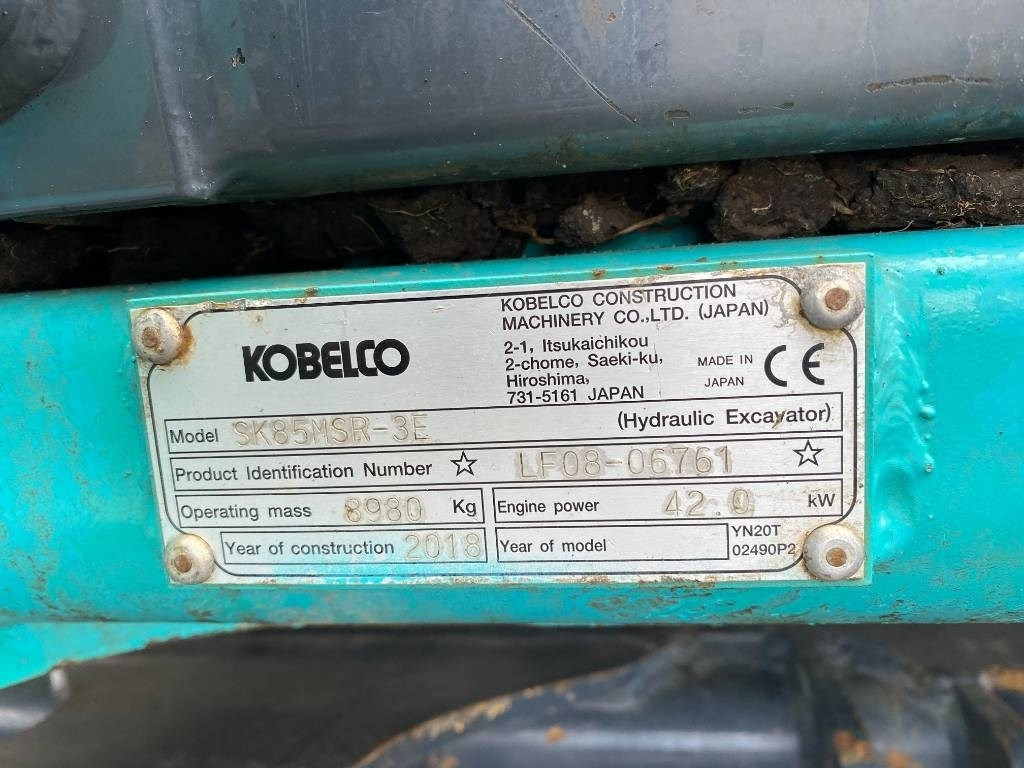 KOBELCO
KOBELCO CONSTRUCTION
MACHINERY CO.,LTD. (JAPAN)
2-1, Itsukaichikou
2-chome, Saeki-ku,
Hiroshima,
731-5161 JAPAN
MADE IN
JAPAN
CE
Model SK85MSR-3E (Hydraulic Excavator)
Product Identification Number ☆ LF08-06761 ☆
Operating mass 8980 Kg
Engine power 42.0 kW
Year of construction 2018
Year of model
YN20T
02490P2